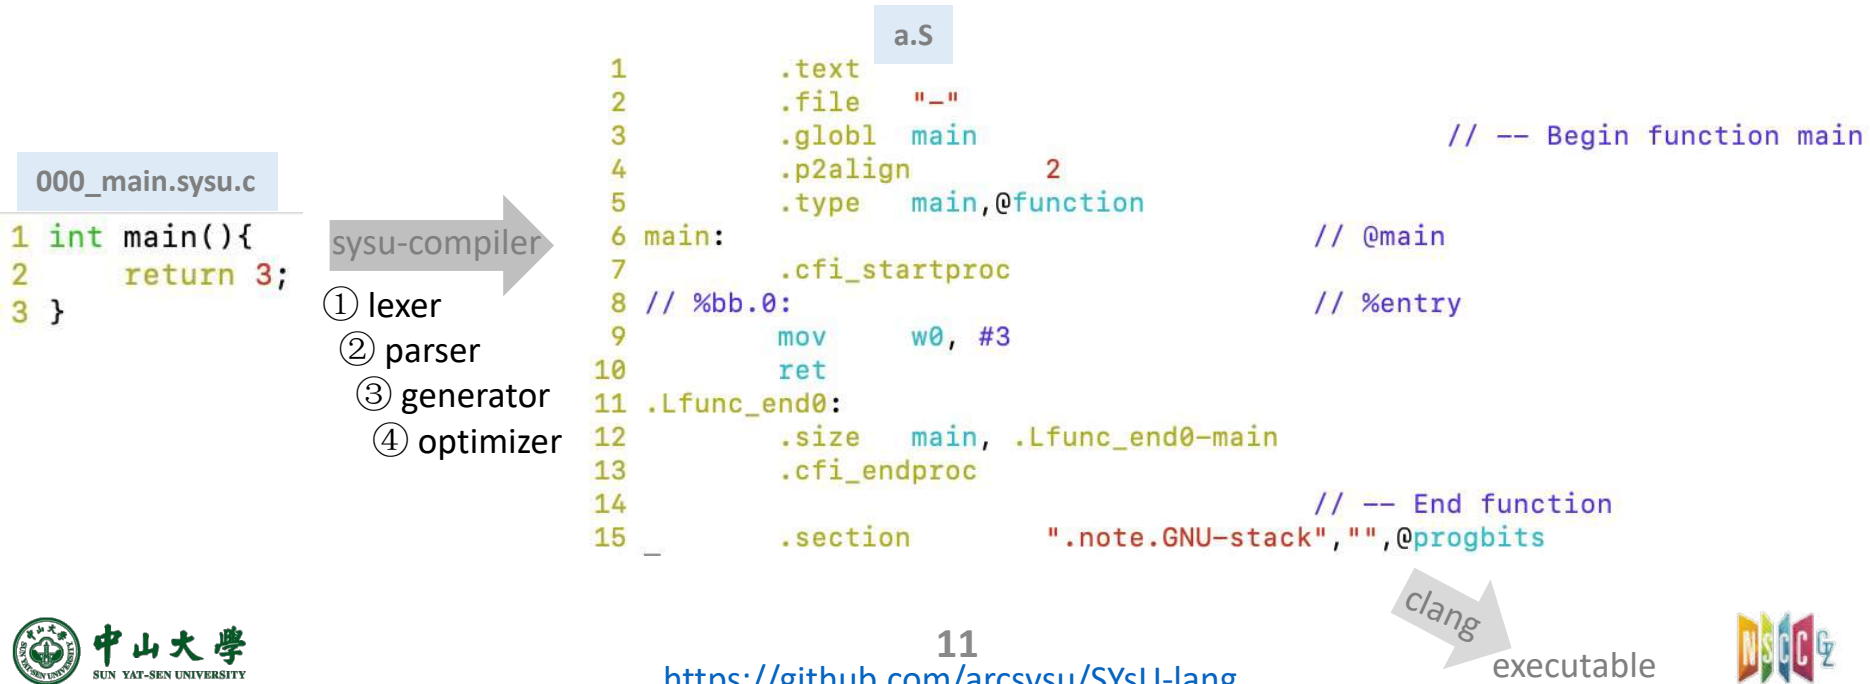 000_main.sysu.c
1 int main(){
2 return 3;
3 }
sysu-compiler
① lexer
② parser
③ generator
④ optimizer
a.S
1 .text
2 .file "-"
3 .globl main // -- Begin function main
4 .p2align 2
5 .type main,@function
6 main: // @main
7 .cfi_startproc
8 // %bb.0: // %entry
9 mov w0, #3
10 ret
11 .Lfunc_end0:
12 .size main, .Lfunc_end0-main
13 .cfi_endproc
14 // -- End function
15 _ .section ".note.GNU-stack","",@progbits
clang
executable
中山大學
SUN YAT-SEN UNIVERSITY
11
https://github.com/arcsysu/SYsU-lang
NSCC GZ